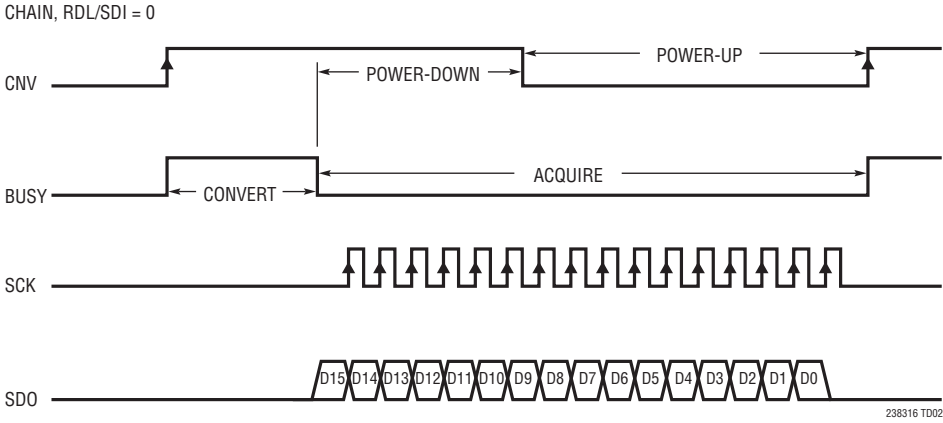 CHAIN, RDL/SDI = 0
CNV
POWER-DOWN
POWER-UP
BUSY
CONVERT
ACQUIRE
SCK
SDO
D15 D14 D13 D12 D11 D10 D9 D8 D7 D6 D5 D4 D3 D2 D1 D0
238316 TD02